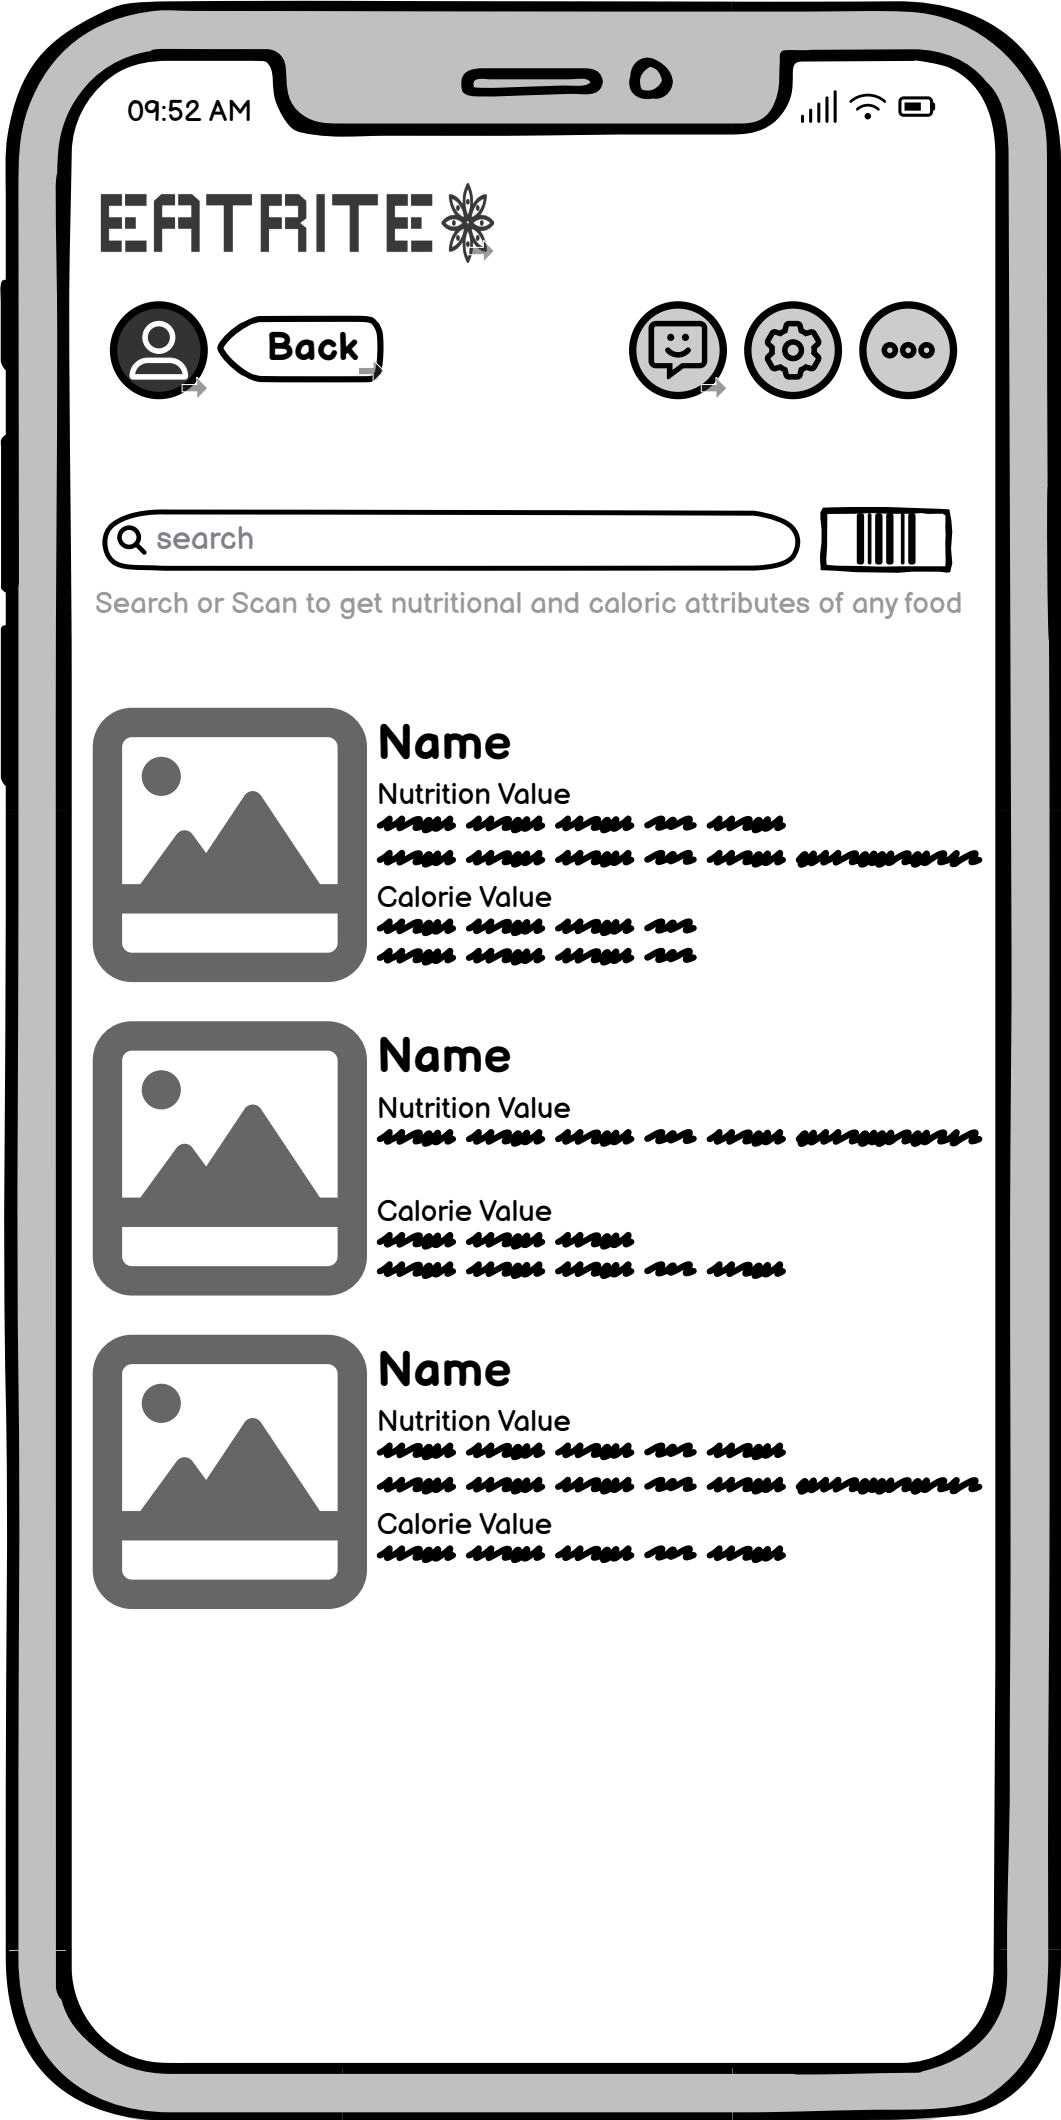 09:52 AM
EATRITE
Back
search
Search or Scan to get nutritional and caloric attributes of any food
Name
Nutrition Value
Calorie Value
Name
Nutrition Value
Calorie Value
Name
Nutrition Value
Calorie Value